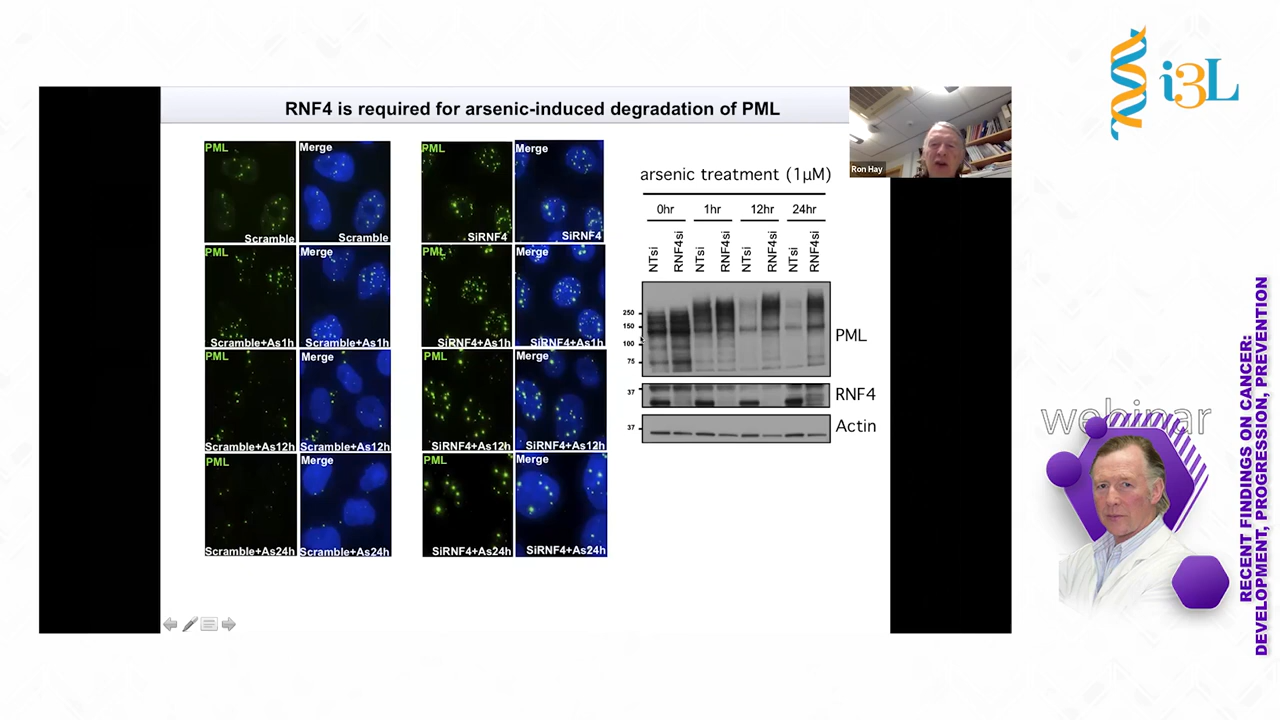 i3L
RNF4 is required for arsenic-induced degradation of PML
Ron Hay
PML
Merge
PML
Merge
Scramble
Scramble
SiRNF4
SiRNF4
PML
Merge
PML
Merge
Scramble+As1h
Scramble+As1h
SiRNF4+As1h
SiRNF4+As1h
PML
Merge
PML
Merge
Scramble+As12h
Scramble+As12h
SiRNF4+As12h
SiRNF4+As12h
PML
Merge
PML
Merge
Scramble+As24h
Scramble+As24h
SiRNF4+As24h
SiRNF4+As24h
arsenic treatment (1µM)
0hr 1hr 12hr 24hr
NTsi RNF4si NTsi RNF4si NTsi RNF4si NTsi RNF4si
250
150
100
75
PML
37
RNF4
37
Actin
webinar
RECENT FINDINGS ON CANCER:
DEVELOPMENT, PROGRESSION, PREVENTION